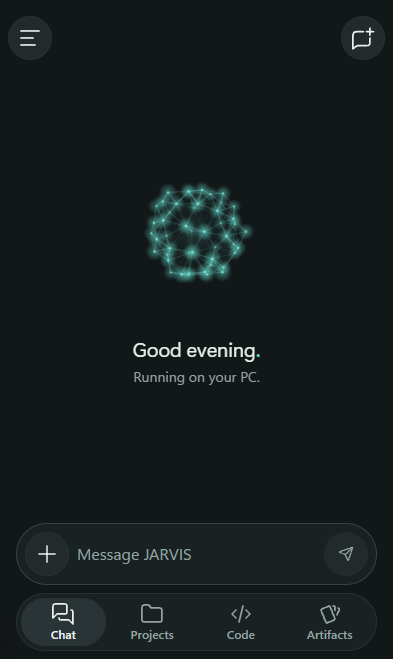 Good evening.
Running on your PC.
Message JARVIS
Chat
Projects
Code
Artifacts